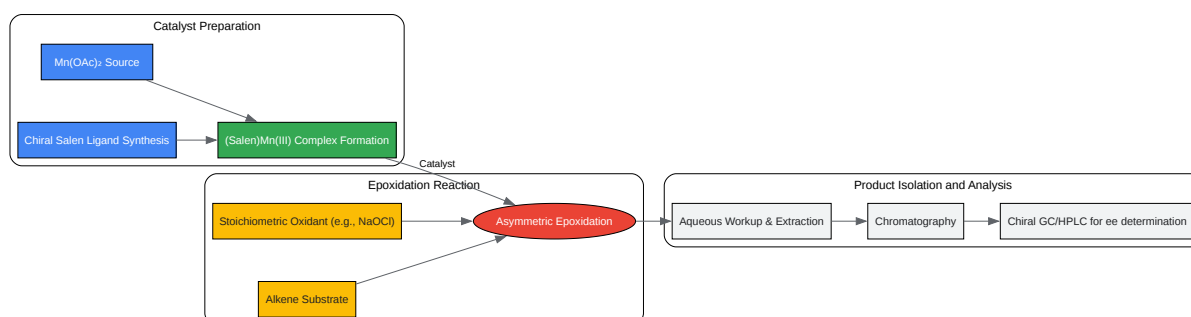 Catalyst Preparation
Mn(OAc)₂ Source
Chiral Salen Ligand Synthesis
(Salen)Mn(III) Complex Formation
Catalyst
Epoxidation Reaction
Stoichiometric Oxidant (e.g., NaOCl)
Asymmetric Epoxidation
Alkene Substrate
Product Isolation and Analysis
Aqueous Workup & Extraction
Chromatography
Chiral GC/HPLC for ee determination